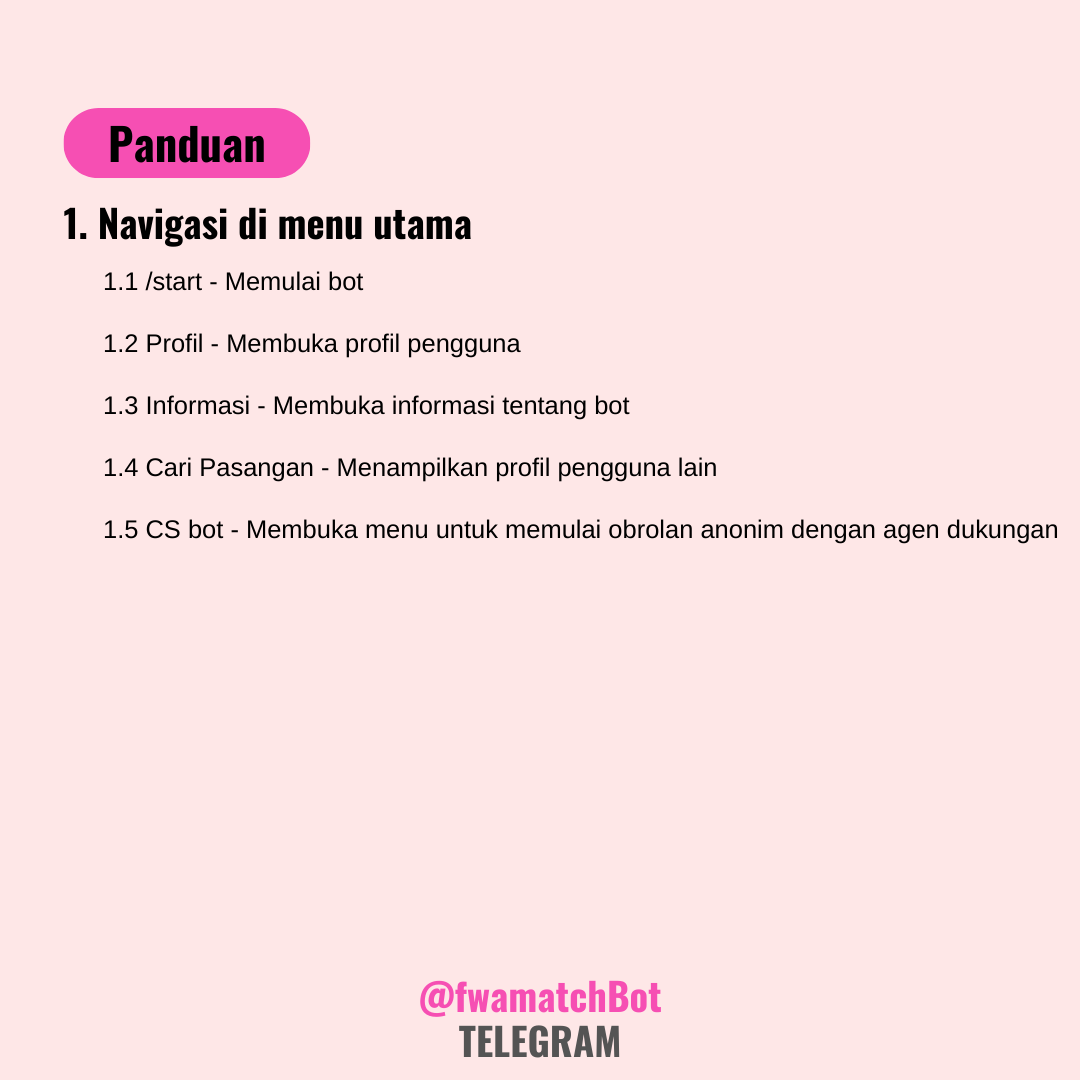 Panduan
1. Navigasi di menu utama
1.1 /start - Memulai bot
1.2 Profil - Membuka profil pengguna
1.3 Informasi - Membuka informasi tentang bot
1.4 Cari Pasangan - Menampilkan profil pengguna lain
1.5 CS bot - Membuka menu untuk memulai obrolan anonim dengan agen dukungan
@fwamatchBot
TELEGRAM